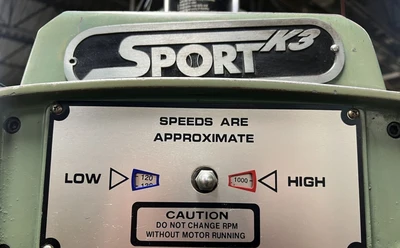 SPORT K3
SPEEDS ARE
APPROXIMATE
LOW 120 1000 HIGH
CAUTION
DO NOT CHANGE RPM
WITHOUT MOTOR RUNNING